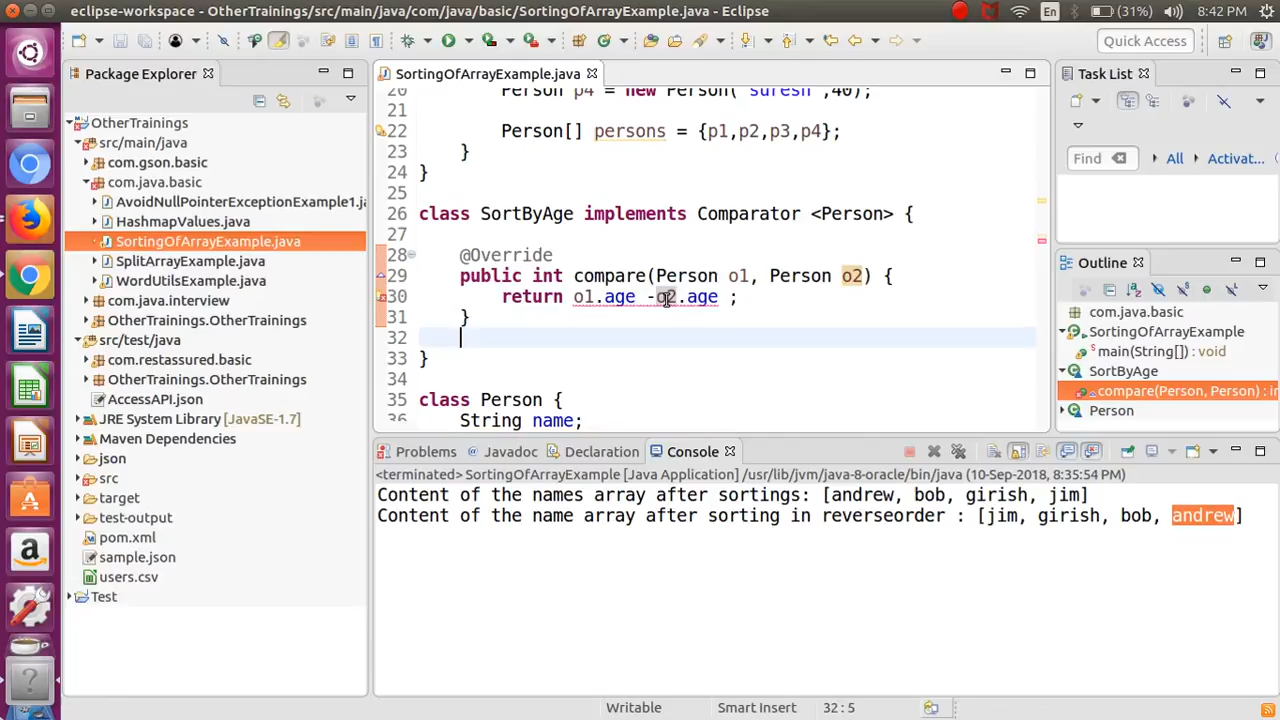 eclipse-workspace - OtherTrainings/src/main/java/com/java/basic/SortingOfArrayExample.java - Eclipse
En
(31%)
8:42 PM
Quick Access
Package Explorer
OtherTrainings
src/main/java
com.gson.basic
com.java.basic
AvoidNullPointerExceptionExample1.ja
HashmapValues.java
SortingOfArrayExample.java
SplitArrayExample.java
WordUtilsExample.java
com.java.interview
OtherTrainings.OtherTrainings
src/test/java
com.restassured.basic
OtherTrainings.OtherTrainings
AccessAPI.json
JRE System Library [JavaSE-1.7]
Maven Dependencies
json
src
target
test-output
pom.xml
sample.json
users.csv
Test
SortingOfArrayExample.java
20 Person p4 = new Person("suresh",40);
21
22 Person[] persons = {p1,p2,p3,p4};
23 }
24 }
25
26 class SortByAge implements Comparator <Person> {
27
28 @Override
29 public int compare(Person o1, Person o2) {
30 return o1.age -o2.age ;
31 }
32
33 }
34
35 class Person {
36 String name;
Task List
Find
All
Activat...
Outline
com.java.basic
SortingOfArrayExample
main(String[]) : void
SortByAge
compare(Person, Person) : in
Person
Problems
@ Javadoc
Declaration
Console
<terminated> SortingOfArrayExample [Java Application] /usr/lib/jvm/java-8-oracle/bin/java (10-Sep-2018, 8:35:54 PM)
Content of the names array after sortings: [andrew, bob, girish, jim]
Content of the name array after sorting in reverseorder : [jim, girish, bob, andrew]
Writable
Smart Insert
32 : 5